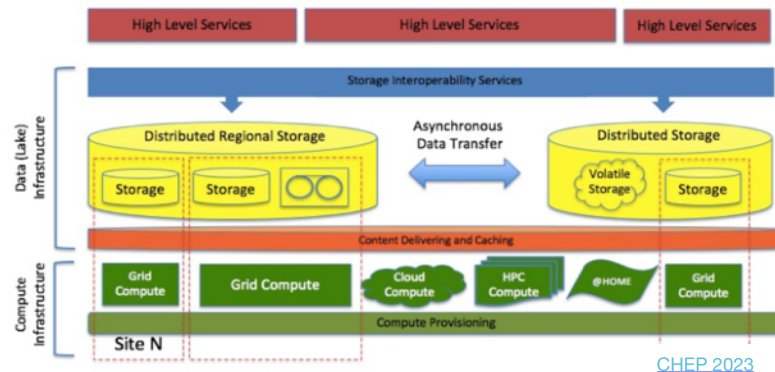 High Level Services
High Level Services
High Level Services
Storage Interoperability Services
Data (Lake)
Infrastructure
Distributed Regional Storage
Asynchronous
Data Transfer
Distributed Storage
Storage
Storage
Volatile
Storage
Storage
Content Delivering and Caching
Compute
Infrastructure
Grid
Compute
Grid Compute
Cloud
Compute
HPC
Compute
@HOME
Grid
Compute
Compute Provisioning
Site N
CHEP 2023